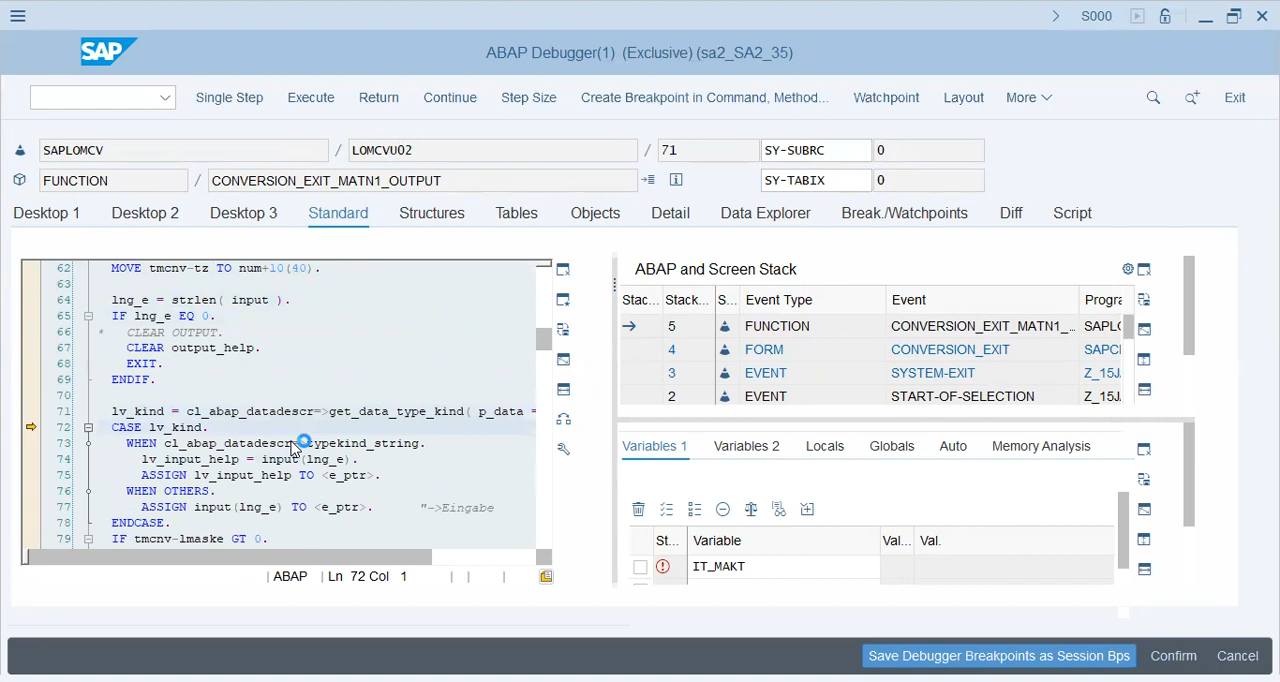 S000
SAP
ABAP Debugger(1) (Exclusive) (sa2_SA2_35)
Single Step Execute Return Continue Step Size Create Breakpoint in Command, Method... Watchpoint Layout More Exit
SAPLOMCV / LOMCVU02 / 71 SY-SUBRC 0
FUNCTION / CONVERSION_EXIT_MATN1_OUTPUT SY-TABIX 0
Desktop 1 Desktop 2 Desktop 3 Standard Structures Tables Objects Detail Data Explorer Break./Watchpoints Diff Script
62 MOVE tmcnv-tz TO num+10(40).
63
64 lng_e = strlen( input ).
65 IF lng_e EQ 0.
66 * CLEAR OUTPUT.
67 CLEAR output_help.
68 EXIT.
69 ENDIF.
70
71 lv_kind = cl_abap_datadescr=>get_data_type_kind( p_data =
72 CASE lv_kind.
73 WHEN cl_abap_datadescr typekind_string.
74 lv_input_help = input(lng_e).
75 ASSIGN lv_input_help TO <e_ptr>.
76 WHEN OTHERS.
77 ASSIGN input(lng_e) TO <e_ptr>. "->Eingabe
78 ENDCASE.
79 IF tmcnv-lmaske GT 0.
ABAP Ln 72 Col 1
ABAP and Screen Stack
Stac... Stack... S... Event Type Event Progra
5 FUNCTION CONVERSION_EXIT_MATN1_... SAPLO
4 FORM CONVERSION_EXIT SAPCI
3 EVENT SYSTEM-EXIT Z_15J
2 EVENT START-OF-SELECTION Z_15J
Variables 1 Variables 2 Locals Globals Auto Memory Analysis
St... Variable Val... Val.
IT_MAKT
Save Debugger Breakpoints as Session Bps Confirm Cancel